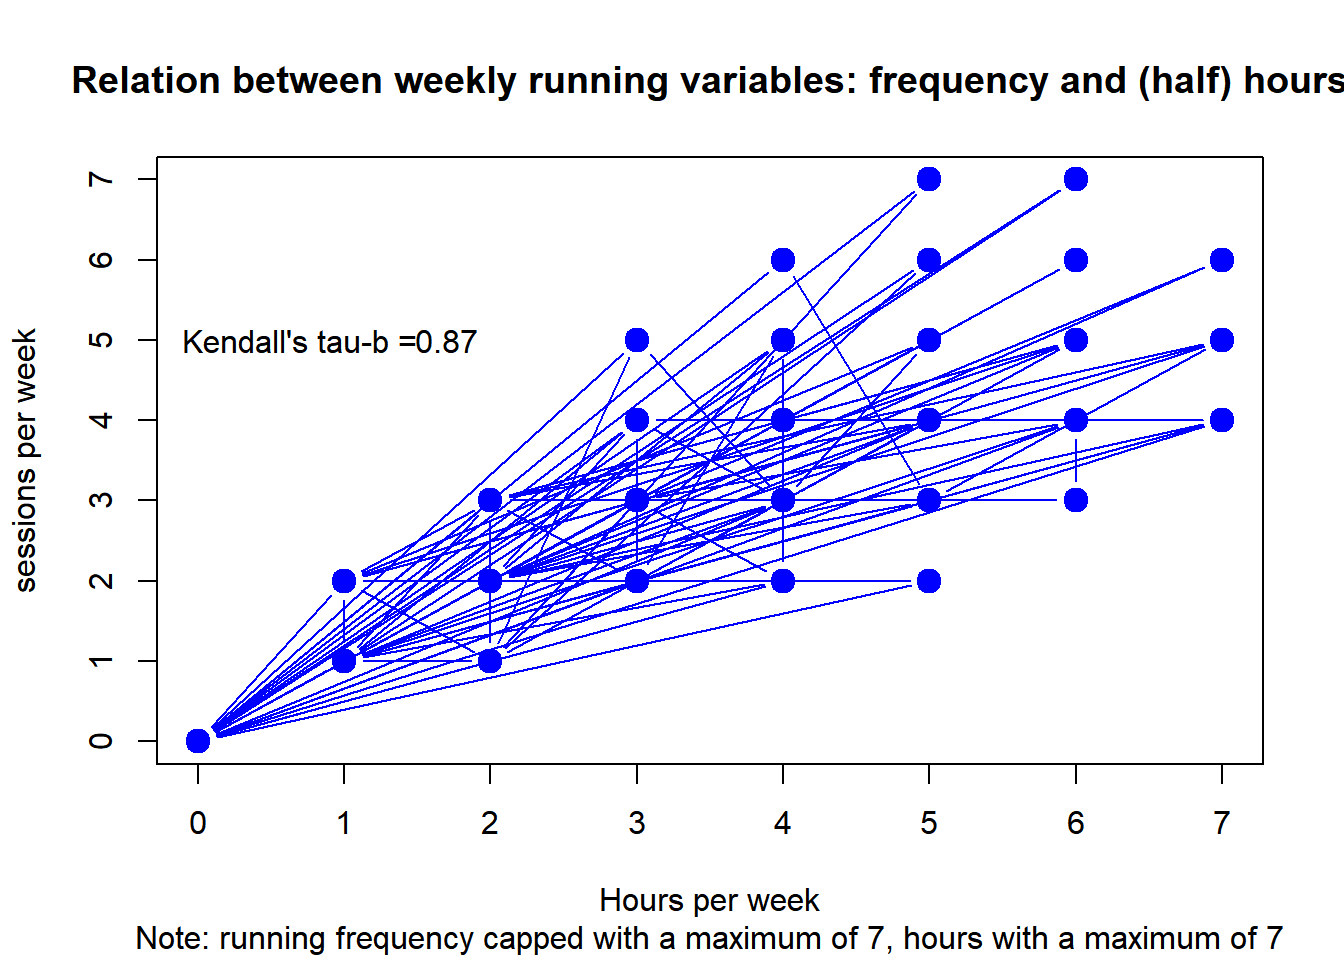 Relation between weekly running variables: frequency and (half) hours
7
6
5
4
3
2
1
0
sessions per week
Kendall's tau-b =0.87
0 1 2 3 4 5 6 7
Hours per week
Note: running frequency capped with a maximum of 7, hours with a maximum of 7